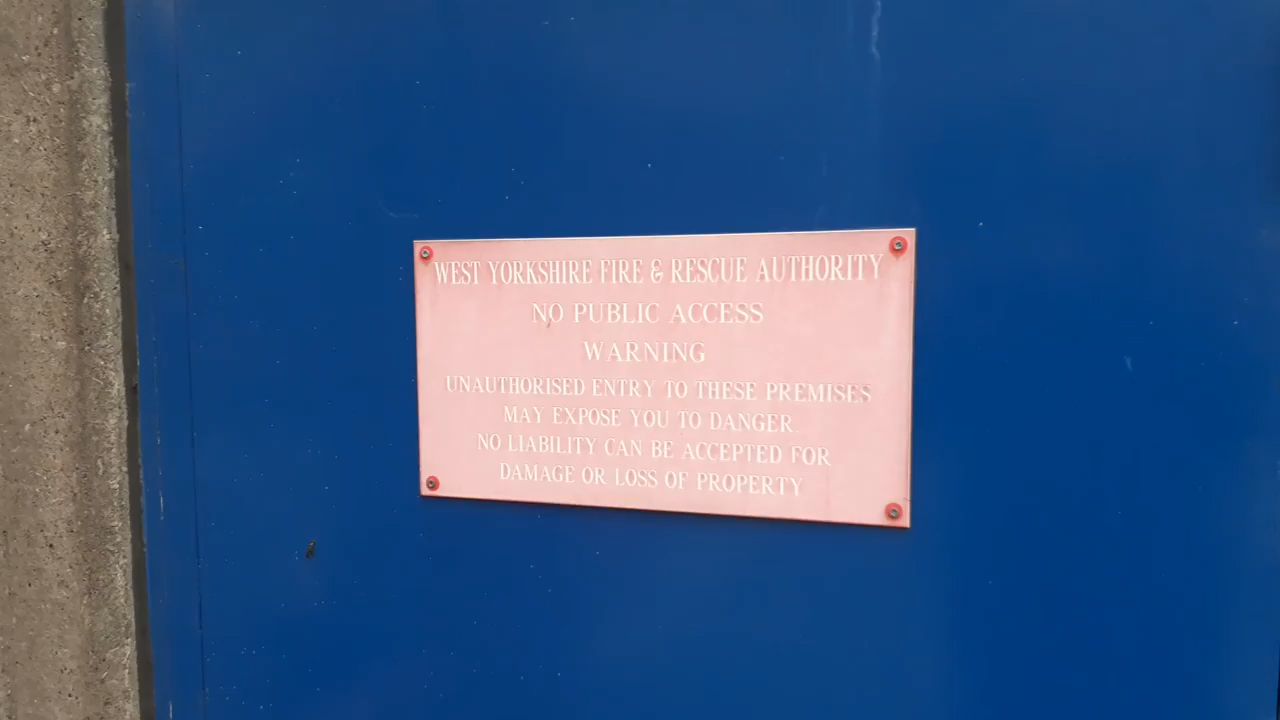 WEST YORKSHIRE FIRE & RESCUE AUTHORITY
NO PUBLIC ACCESS
WARNING
UNAUTHORISED ENTRY TO THESE PREMISES
MAY EXPOSE YOU TO DANGER.
NO LIABILITY CAN BE ACCEPTED FOR
DAMAGE OR LOSS OF PROPERTY